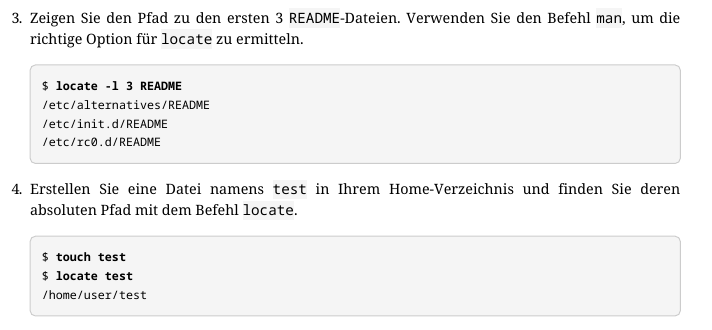 3. Zeigen Sie den Pfad zu den ersten 3 README-Dateien. Verwenden Sie den Befehl man, um die
richtige Option für locate zu ermitteln.
$ locate -l 3 README
/etc/alternatives/README
/etc/init.d/README
/etc/rc0.d/README
4. Erstellen Sie eine Datei namens test in Ihrem Home-Verzeichnis und finden Sie deren
absoluten Pfad mit dem Befehl locate.
$ touch test
$ locate test
/home/user/test